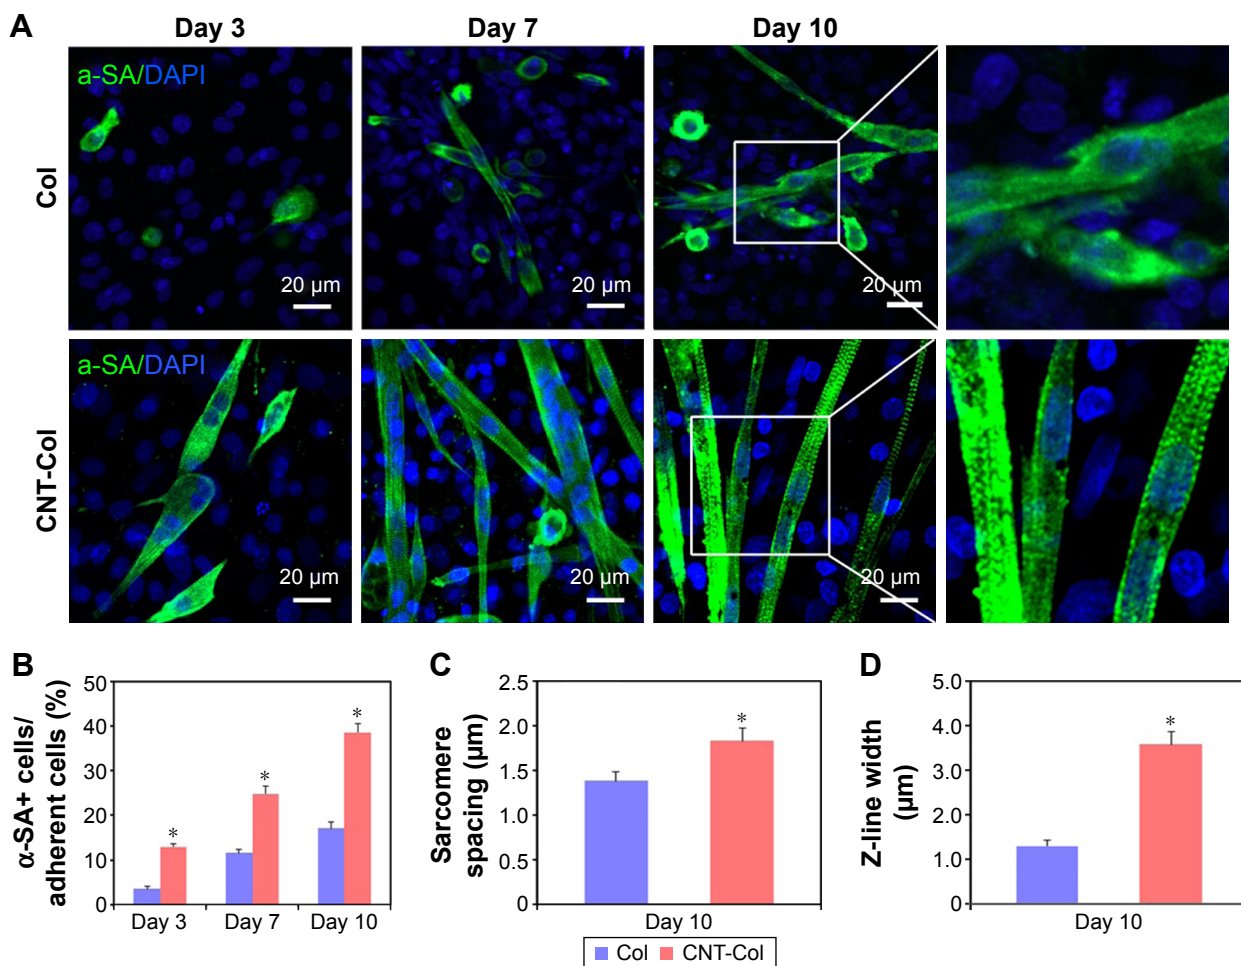 A
Day 3
Day 7
Day 10
Col
a-SA/DAPI
20 µm
20 µm
20 µm
CNT-Col
a-SA/DAPI
20 µm
20 µm
20 µm
B
α-SA+ cells/
adherent cells (%)
50
40
30
20
10
0
*
*
*
Day 3
Day 7
Day 10
C
Sarcomere
spacing (µm)
2.5
2.0
1.5
1.0
0.5
0
*
Day 10
D
Z-line width
(µm)
5.0
4.0
3.0
2.0
1.0
0
*
Day 10
Col
CNT-Col